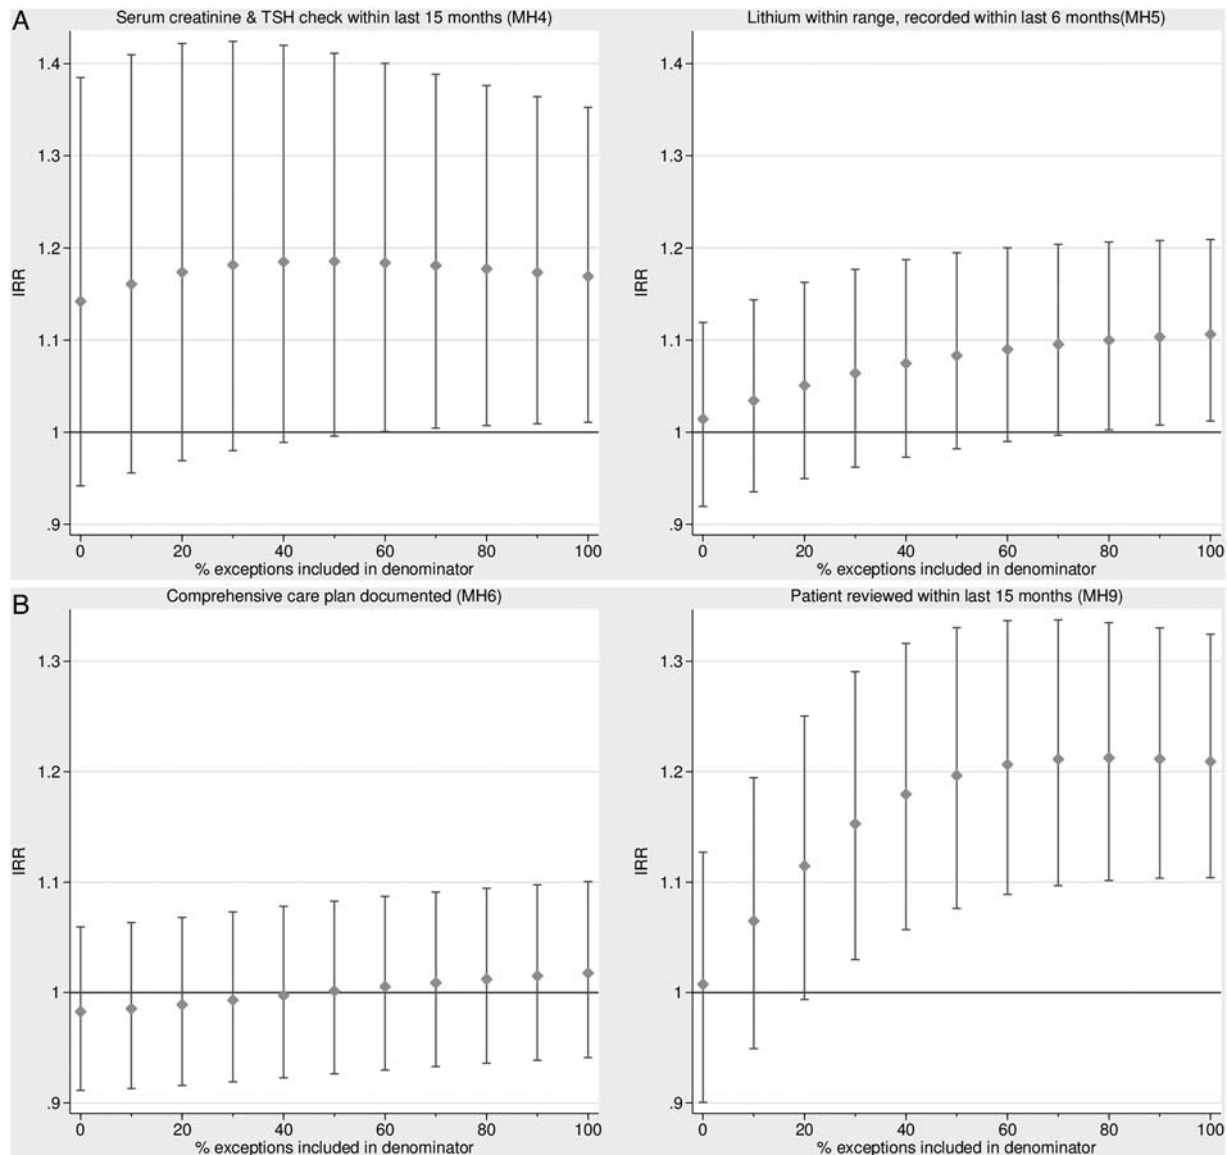 A
Serum creatinine & TSH check within last 15 months (MH4)
1.4
1.3
1.2
1.1
1
.9
IRR
0 20 40 60 80 100
% exceptions included in denominator
Lithium within range, recorded within last 6 months(MH5)
1.4
1.3
1.2
1.1
1
.9
IRR
0 20 40 60 80 100
% exceptions included in denominator
B
Comprehensive care plan documented (MH6)
1.3
1.2
1.1
1
.9
IRR
0 20 40 60 80 100
% exceptions included in denominator
Patient reviewed within last 15 months (MH9)
1.3
1.2
1.1
1
.9
IRR
0 20 40 60 80 100
% exceptions included in denominator